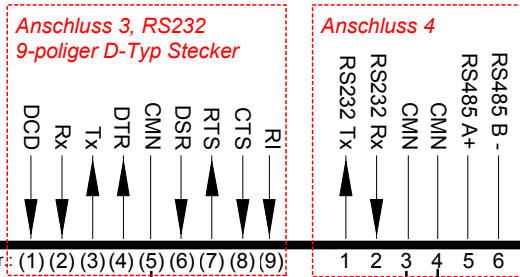 Anschluss 3, RS232
9-poliger D-Typ Stecker
DCD
Rx
Tx
DTR
CMN
DSR
RTS
CTS
RI
r.: (1) (2) (3) (4) (5) (6) (7) (8) (9)
Anschluss 4
RS232 Tx
RS232 Rx
CMN
CMN
RS485 A+
RS485 B -
1 2 3 4 5 6